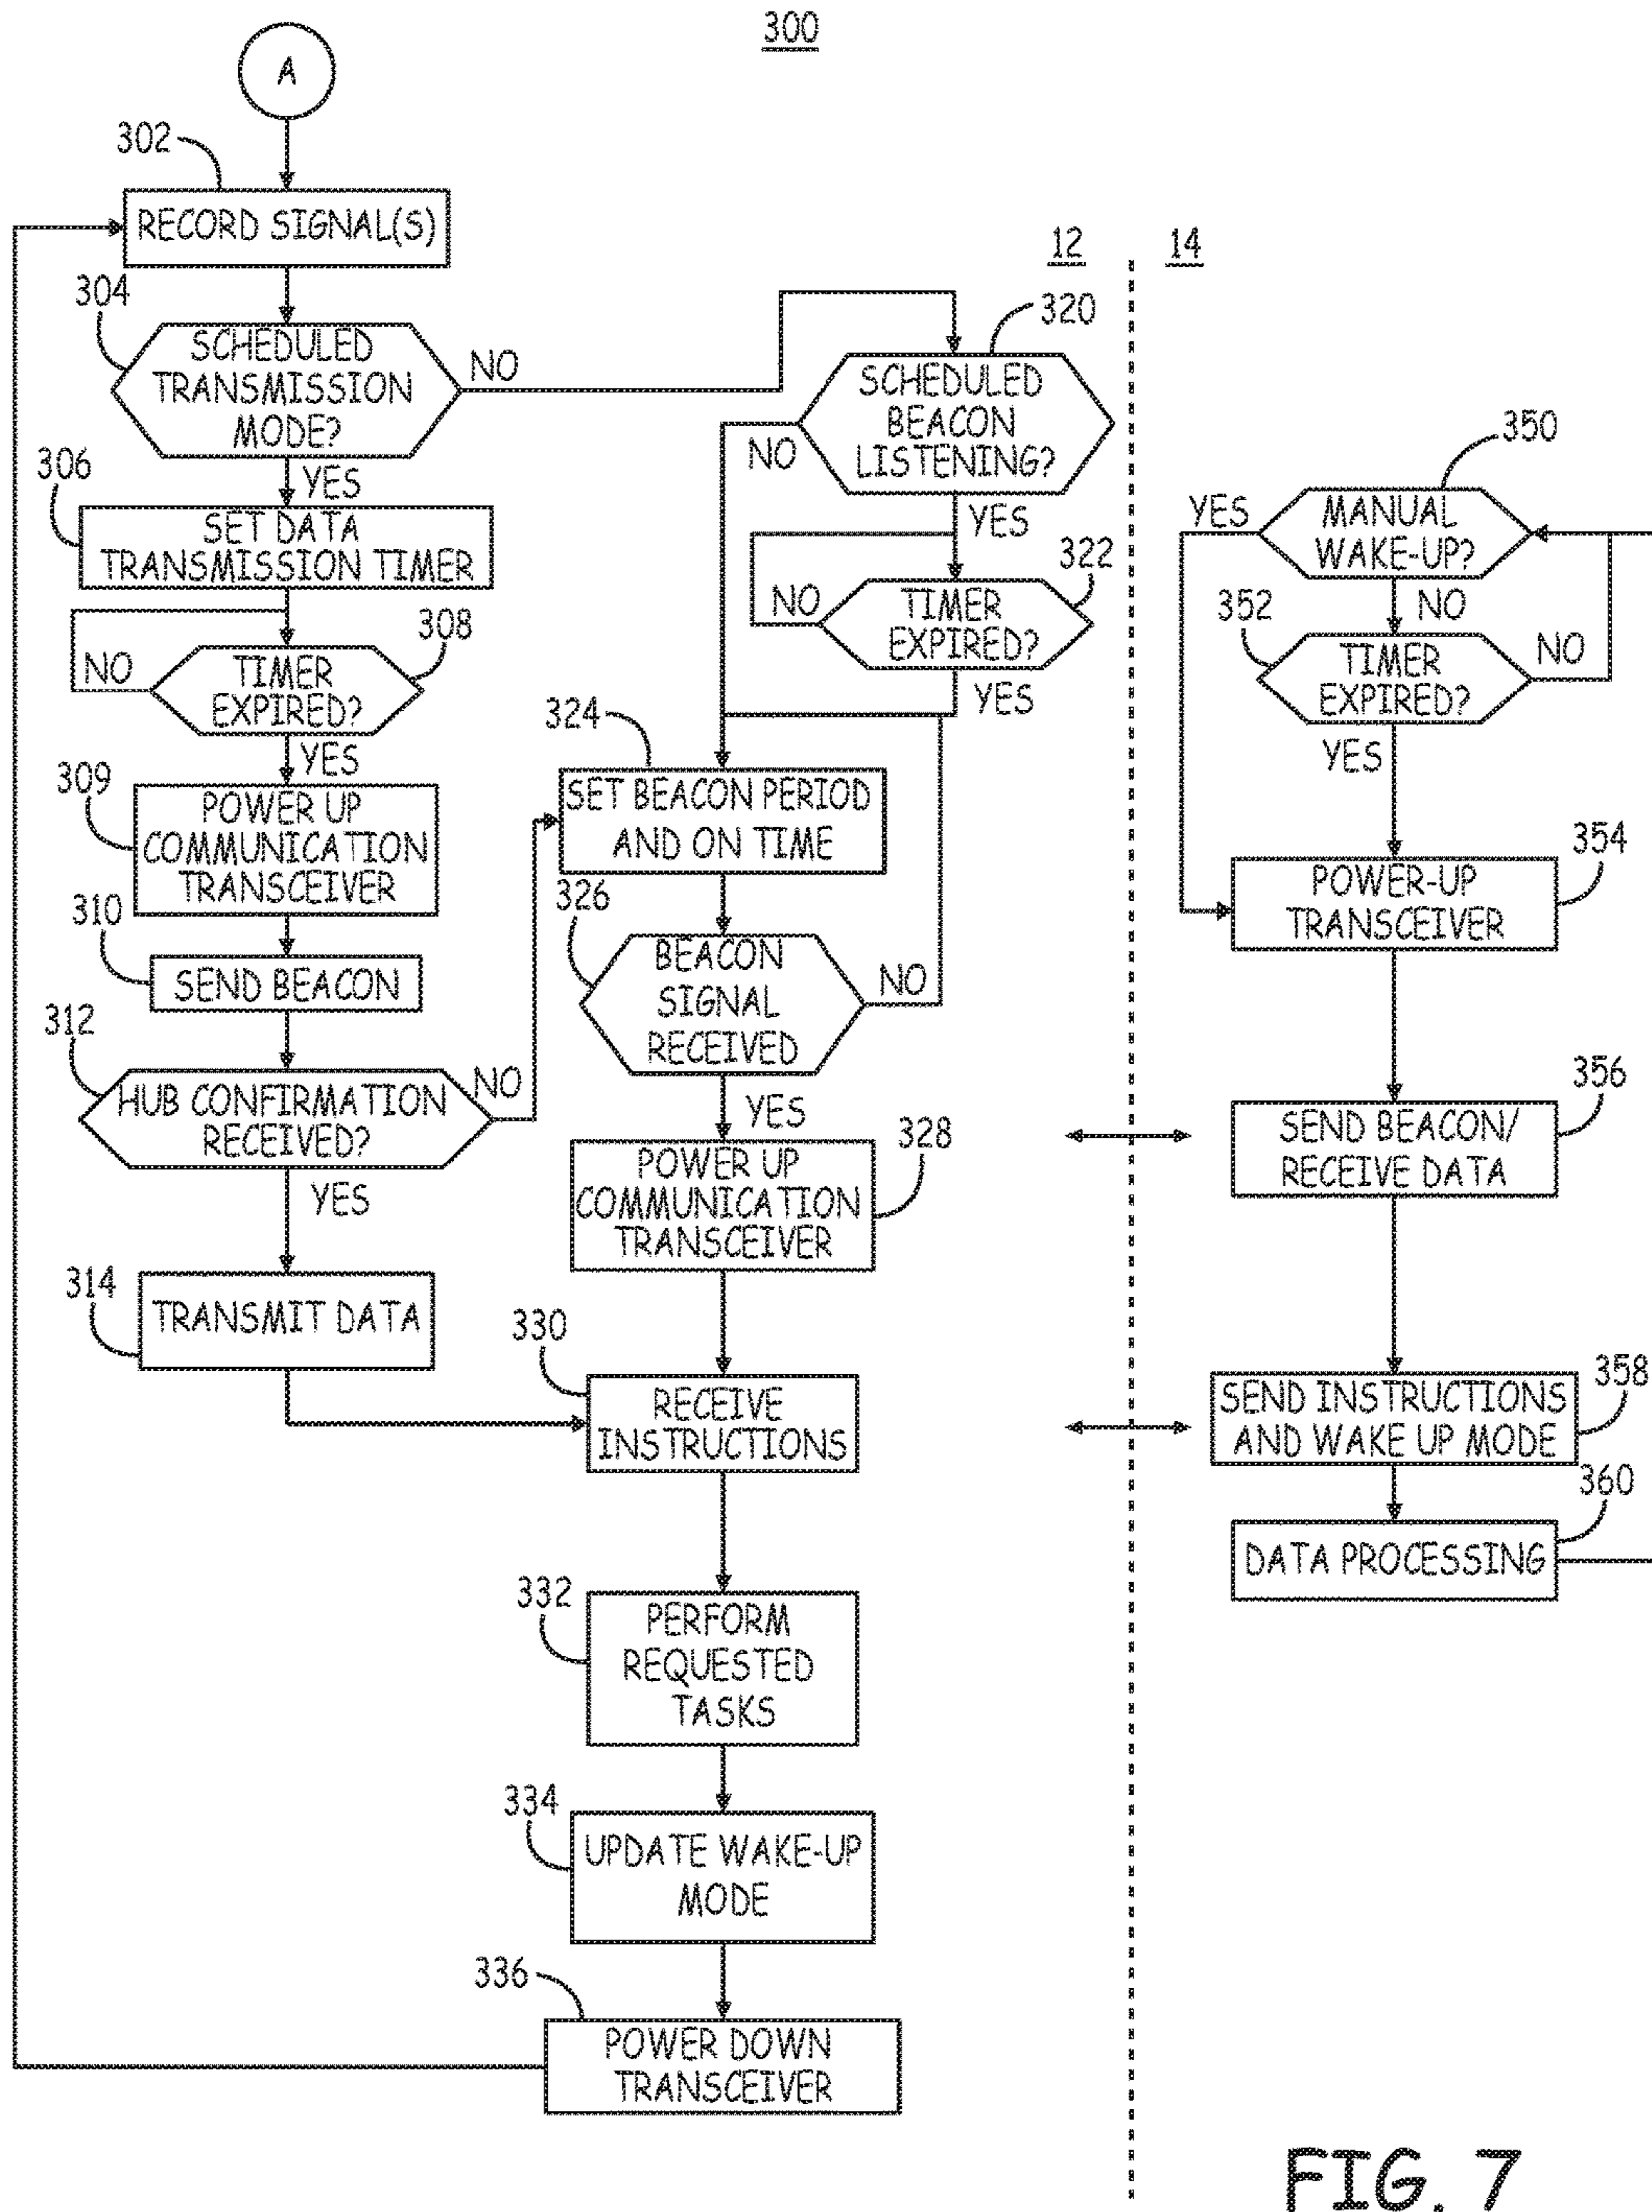 300
A
302
RECORD SIGNAL(S)
12
14
304
SCHEDULED
TRANSMISSION
MODE?
NO
YES
306
SET DATA
TRANSMISSION TIMER
308
NO
TIMER
EXPIRED?
YES
309
POWER UP
COMMUNICATION
TRANSCEIVER
310
SEND BEACON
312
HUB CONFIRMATION
RECEIVED?
NO
YES
314
TRANSMIT DATA
320
SCHEDULED
BEACON
LISTENING?
NO
YES
322
NO
TIMER
EXPIRED?
YES
324
SET BEACON PERIOD
AND ON TIME
326
BEACON
SIGNAL
RECEIVED
NO
YES
328
POWER UP
COMMUNICATION
TRANSCEIVER
330
RECEIVE
INSTRUCTIONS
332
PERFORM
REQUESTED
TASKS
334
UPDATE WAKE-UP
MODE
336
POWER DOWN
TRANSCEIVER
350
YES
MANUAL
WAKE-UP?
NO
352
TIMER
EXPIRED?
NO
YES
354
POWER-UP
TRANSCEIVER
356
SEND BEACON/
RECEIVE DATA
358
SEND INSTRUCTIONS
AND WAKE UP MODE
360
DATA PROCESSING
FIG. 7